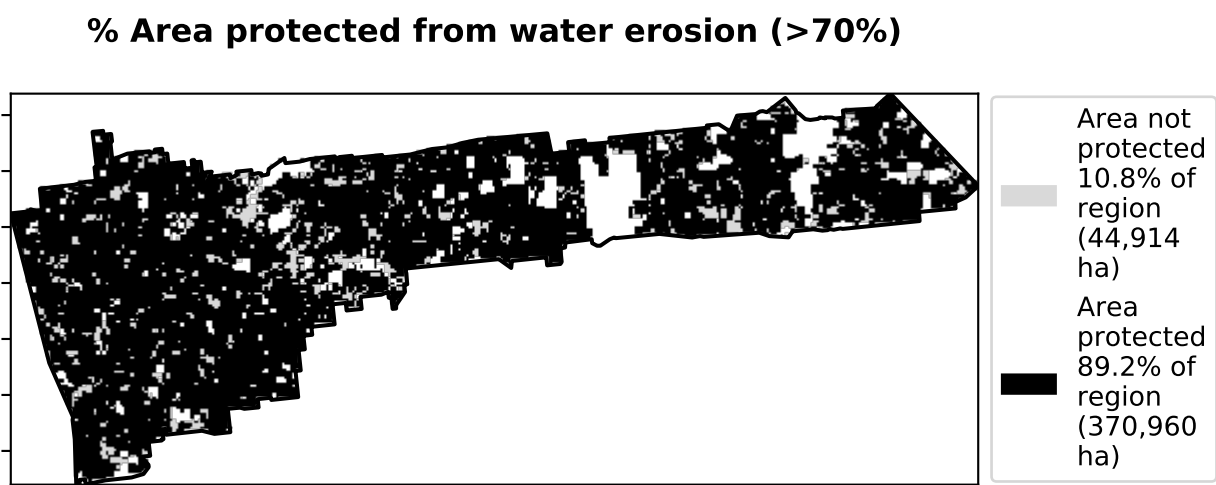 % Area protected from water erosion (>70%)
Area not
protected
10.8% of
region
(44,914
ha)
Area
protected
89.2% of
region
(370,960
ha)